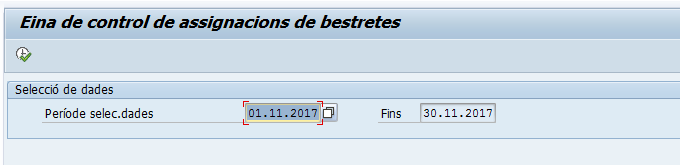 Eina de control de assignacions de bestretes
Selecció de dades
Període selec.dades 01.11.2017 Fins 30.11.2017